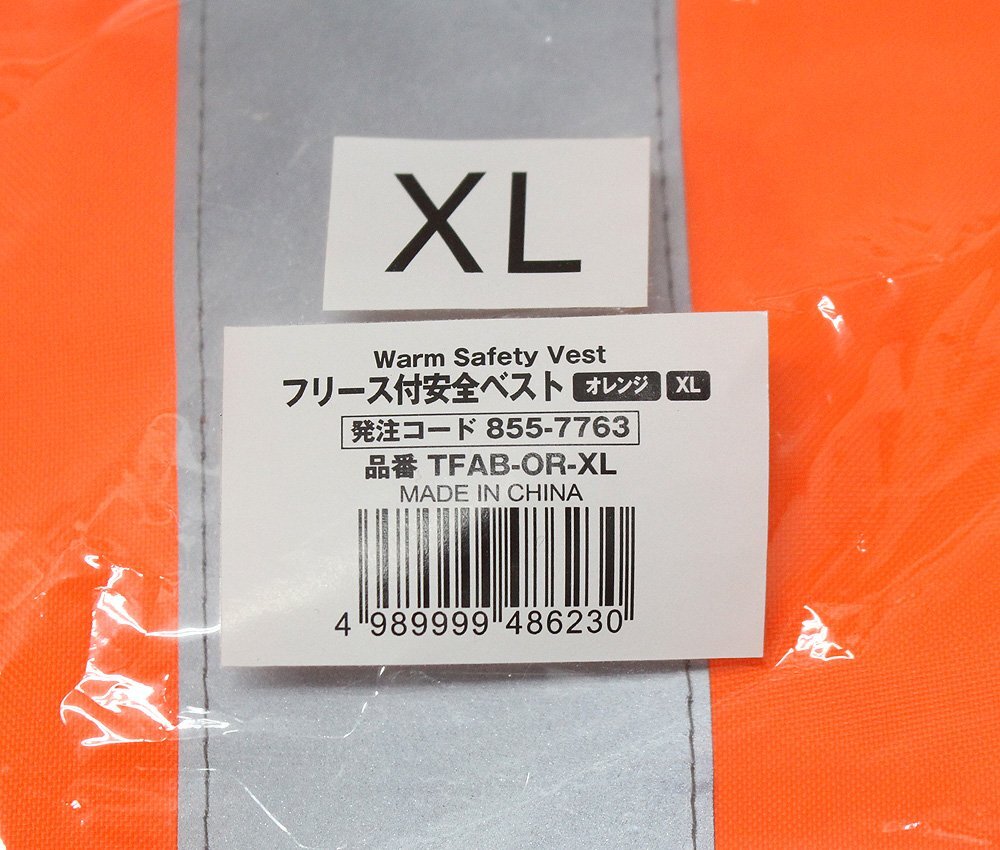 XL
Warm Safety Vest
フリース付安全ベスト オレンジ XL
発注コード 855-7763
品番 TFAB-OR-XL
MADE IN CHINA
4 989999 486230